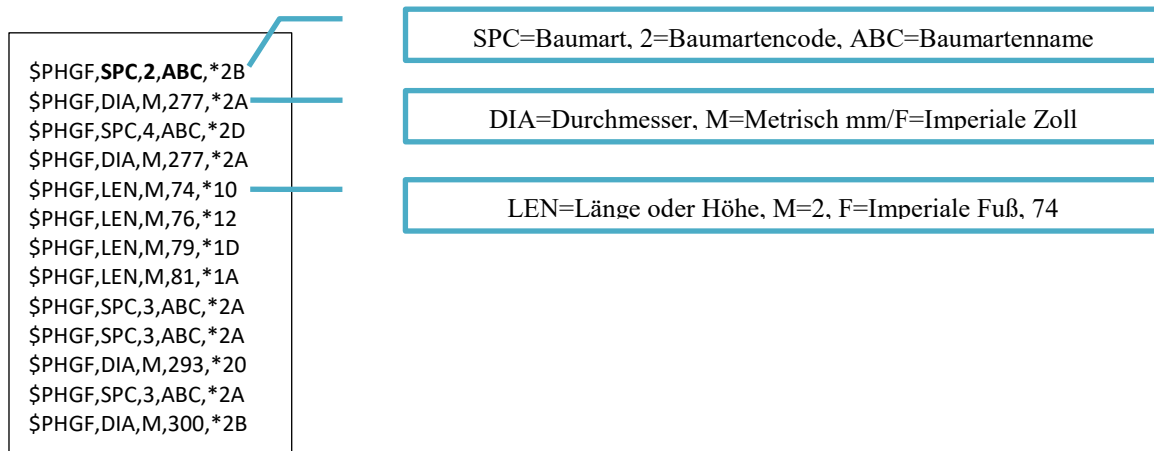 $PHGF,SPC,2,ABC,*2B
$PHGF,DIA,M,277,*2A
$PHGF,SPC,4,ABC,*2D
$PHGF,DIA,M,277,*2A
$PHGF,LEN,M,74,*10
$PHGF,LEN,M,76,*12
$PHGF,LEN,M,79,*1D
$PHGF,LEN,M,81,*1A
$PHGF,SPC,3,ABC,*2A
$PHGF,SPC,3,ABC,*2A
$PHGF,DIA,M,293,*20
$PHGF,SPC,3,ABC,*2A
$PHGF,DIA,M,300,*2B
SPC=Baumart, 2=Baumartencode, ABC=Baumartenname
DIA=Durchmesser, M=Metrisch mm/F=Imperiale Zoll
LEN=Länge oder Höhe, M=2, F=Imperiale Fuß, 74